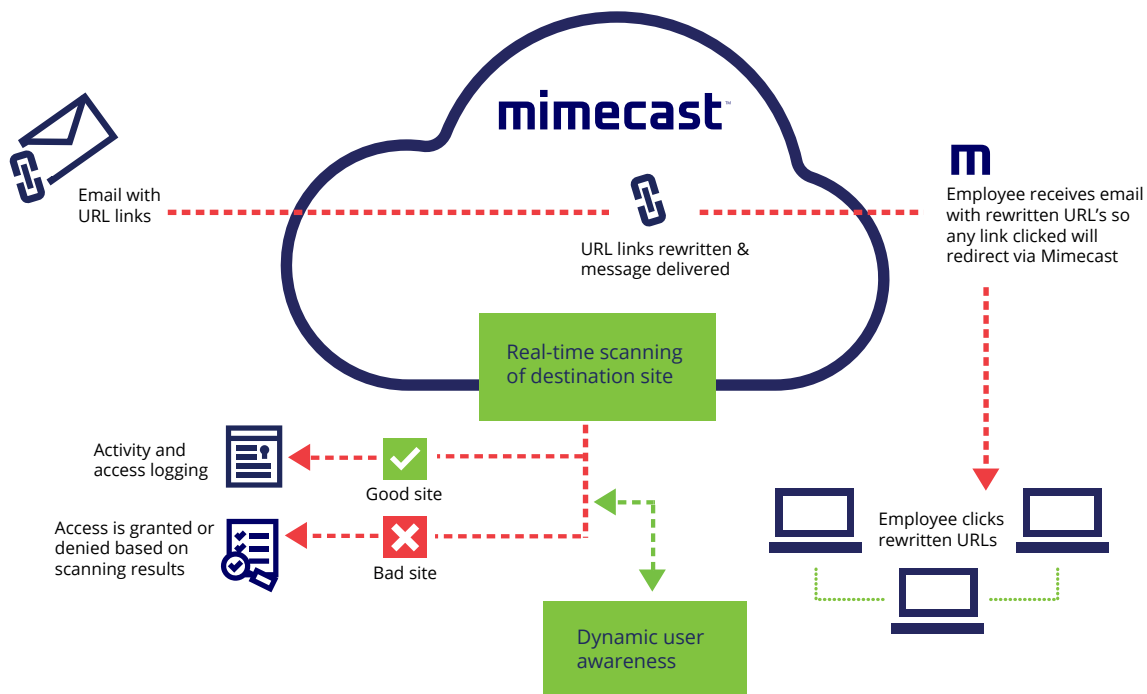 mimecast™
Email with
URL links
m
Employee receives email
with rewritten URL's so
any link clicked will
redirect via Mimecast
URL links rewritten &
message delivered
Real-time scanning
of destination site
Activity and
access logging
Good site
Access is granted or
denied based on
scanning results
Bad site
Employee clicks
rewritten URLs
Dynamic user
awareness